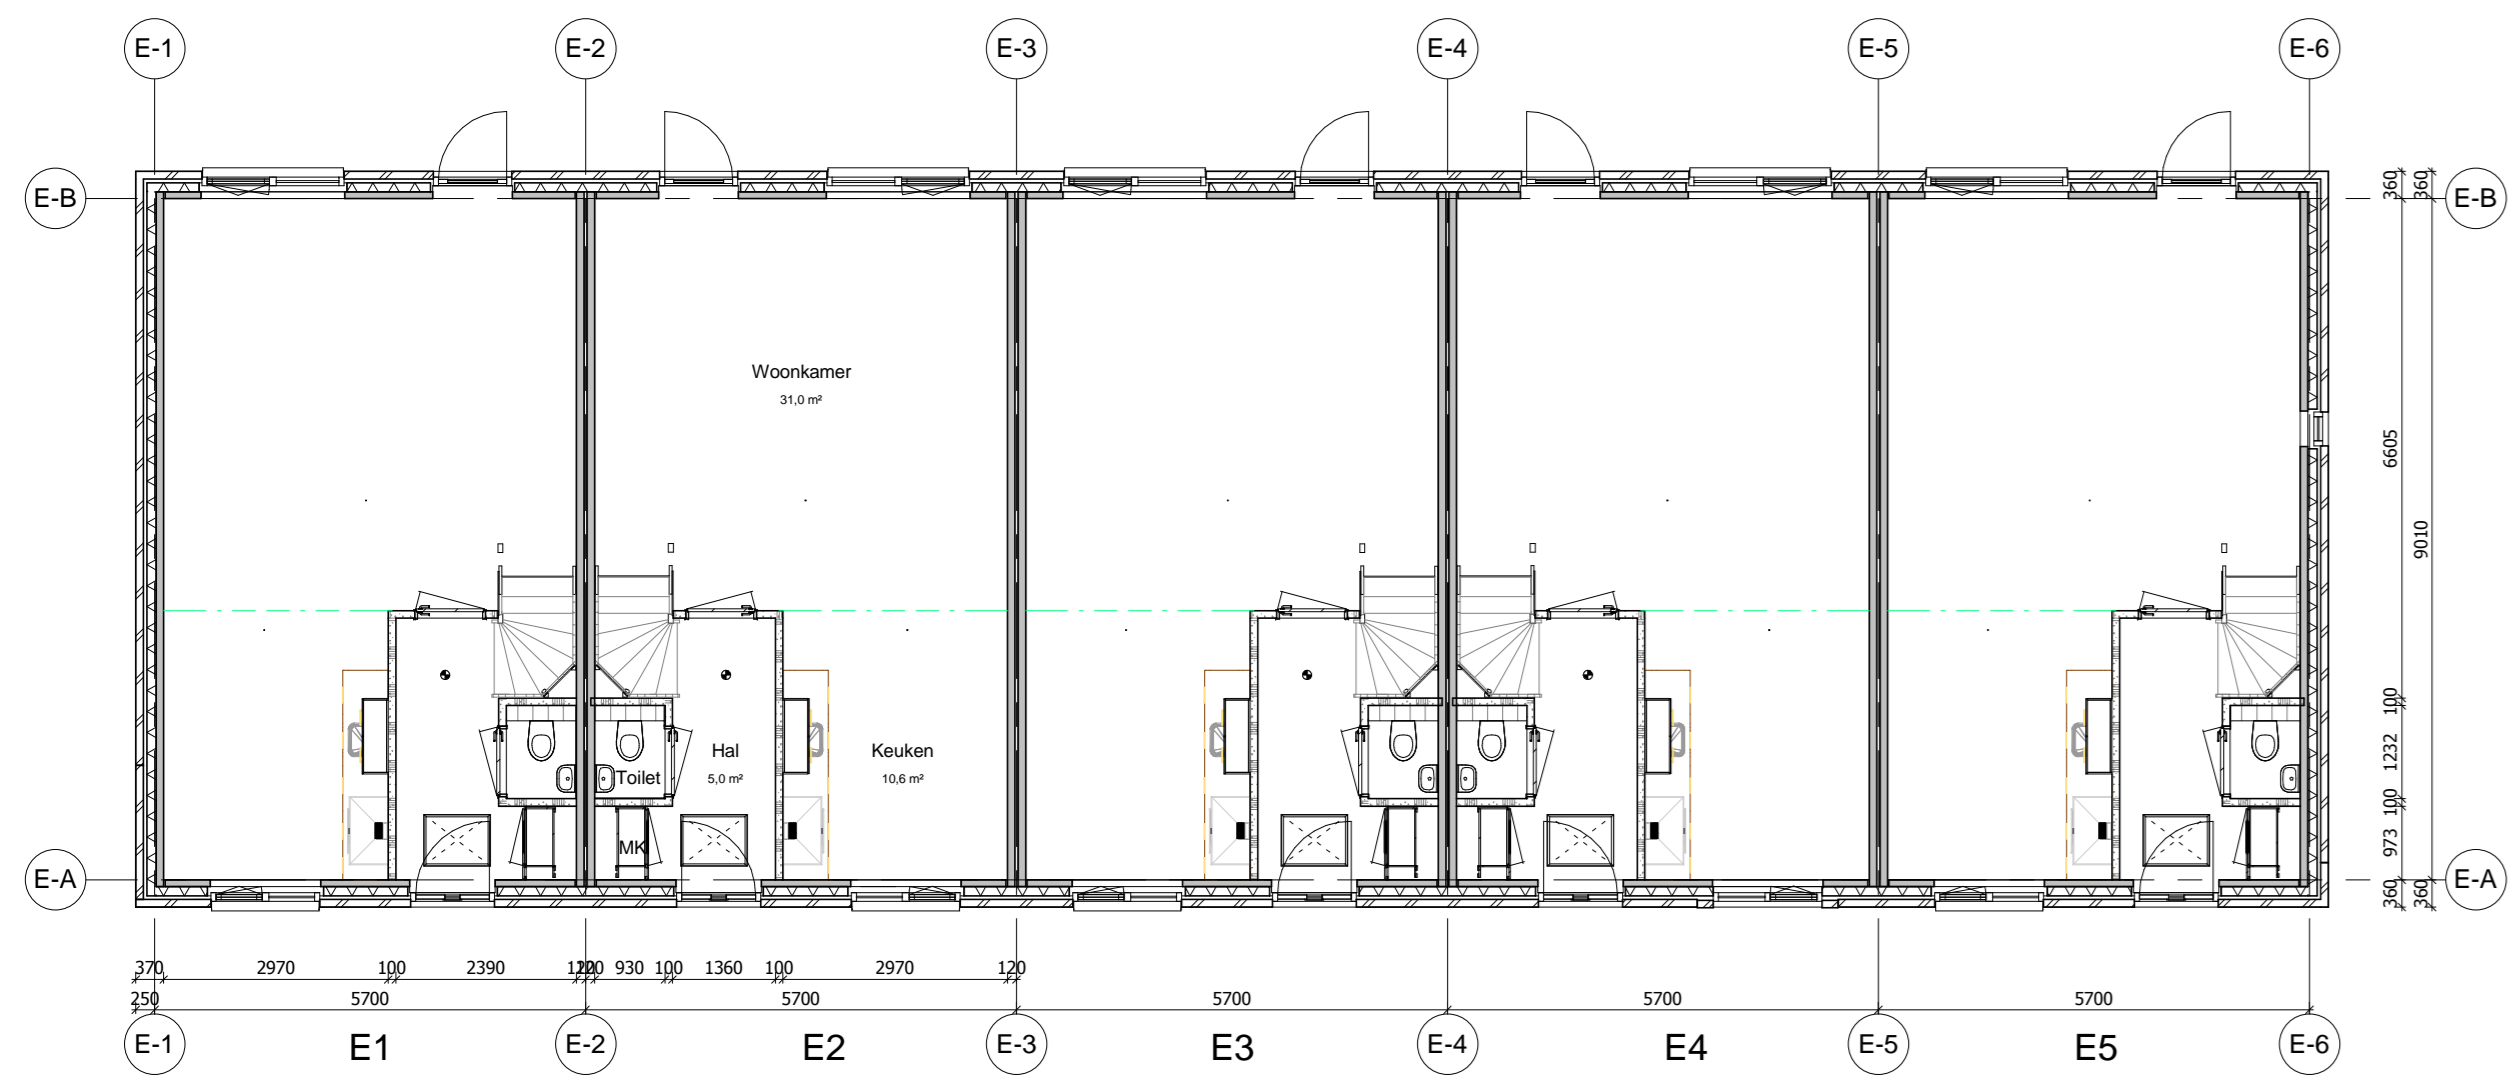 E-1 E-2 E-3 E-4 E-5 E-6
360 360
E-B E-B
Woonkamer
31,0 m²
6605
9010
100
Hal Keuken
5,0 m² 10,6 m²
Toilet
1232
100
MK
973
E-A E-A
360 360
370 2970 100 2390 120 120 930 100 1360 100 2970 120
250 5700 5700 5700 5700 5700
E-1 E1 E-2 E2 E-3 E3 E-4 E4 E-5 E5 E-6